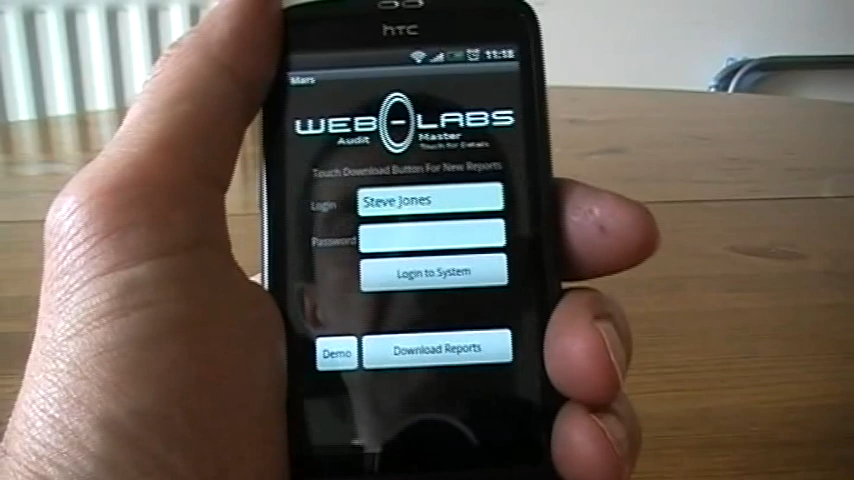 hTC
11:18
Mars
WEB-LABS
Audit Master
Touch for Details
Touch Download Button For New Reports
Login Steve Jones
Password
Login to System
Demo Download Reports